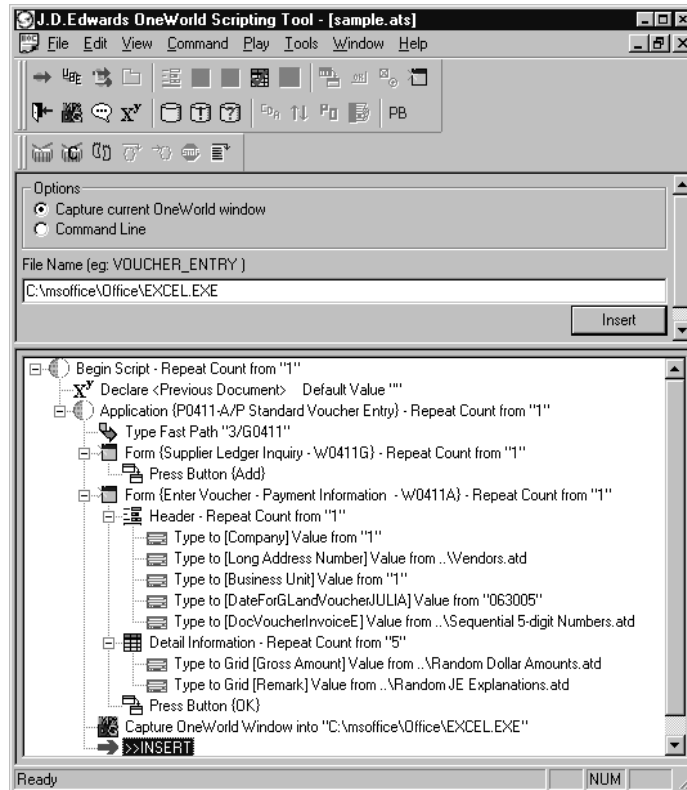 J.D.Edwards OneWorld Scripting Tool - [sample.ats]
File Edit View Command Play Tools Window Help
UBE
X^y PB
Options
Capture current OneWorld window
Command Line
File Name (eg: VOUCHER_ENTRY )
C:\msoffice\Office\EXCEL.EXE
Insert
Begin Script - Repeat Count from "1"
X^y Declare <Previous Document> Default Value ""
Application {P0411-A/P Standard Voucher Entry} - Repeat Count from "1"
Type Fast Path "3/G0411"
Form {Supplier Ledger Inquiry - W0411G} - Repeat Count from "1"
Press Button {Add}
Form {Enter Voucher - Payment Information - W0411A} - Repeat Count from "1"
Header - Repeat Count from "1"
Type to [Company] Value from "1"
Type to [Long Address Number] Value from ..\Vendors.atd
Type to [Business Unit] Value from "1"
Type to [DateForGLandVoucherJULIA] Value from "063005"
Type to [DocVoucherInvoiceE] Value from ..\Sequential 5-digit Numbers.atd
Detail Information - Repeat Count from "5"
Type to Grid [Gross Amount] Value from ..\Random Dollar Amounts.atd
Type to Grid [Remark] Value from ..\Random JE Explanations.atd
Press Button {OK}
Capture OneWorld Window into "C:\msoffice\Office\EXCEL.EXE"
>>INSERT
Ready NUM